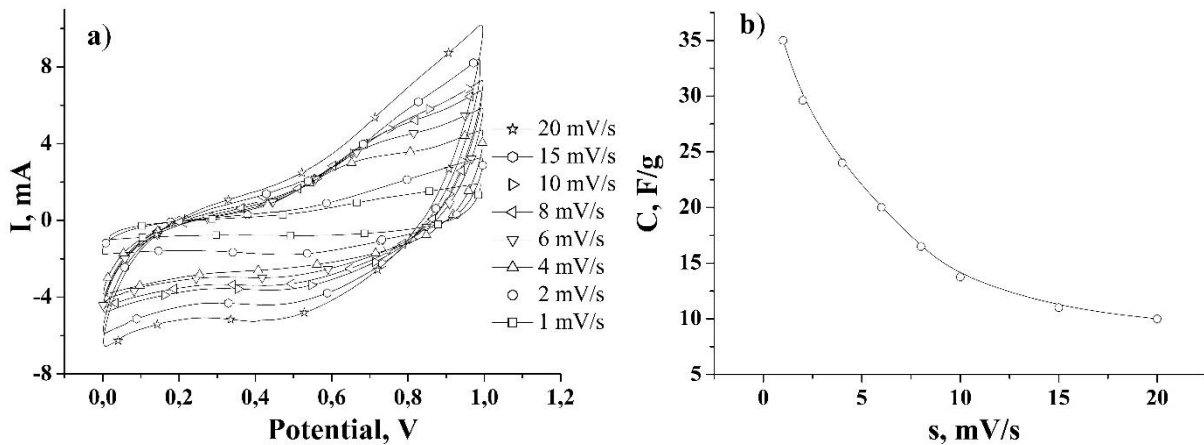 a)
8
4
0
-4
-8
I, mA
0,0 0,2 0,4 0,6 0,8 1,0 1,2
Potential, V
20 mV/s
15 mV/s
10 mV/s
8 mV/s
6 mV/s
4 mV/s
2 mV/s
1 mV/s
b)
35
30
25
20
15
10
5
C, F/g
0 5 10 15 20
s, mV/s